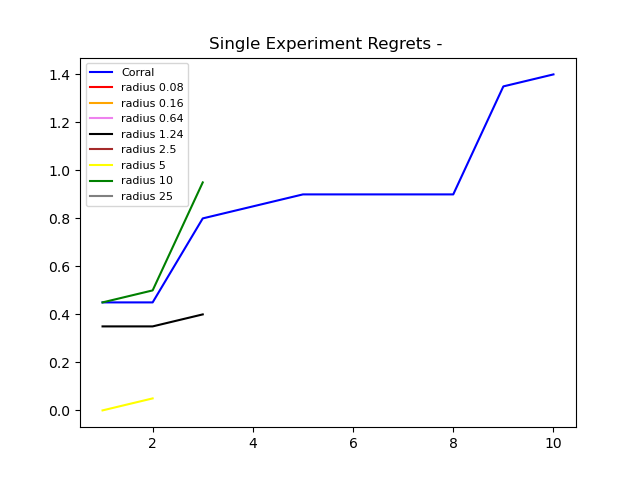 Single Experiment Regrets -
Corral
radius 0.08
radius 0.16
radius 0.64
radius 1.24
radius 2.5
radius 5
radius 10
radius 25
1.4
1.2
1.0
0.8
0.6
0.4
0.2
0.0
2
4
6
8
10